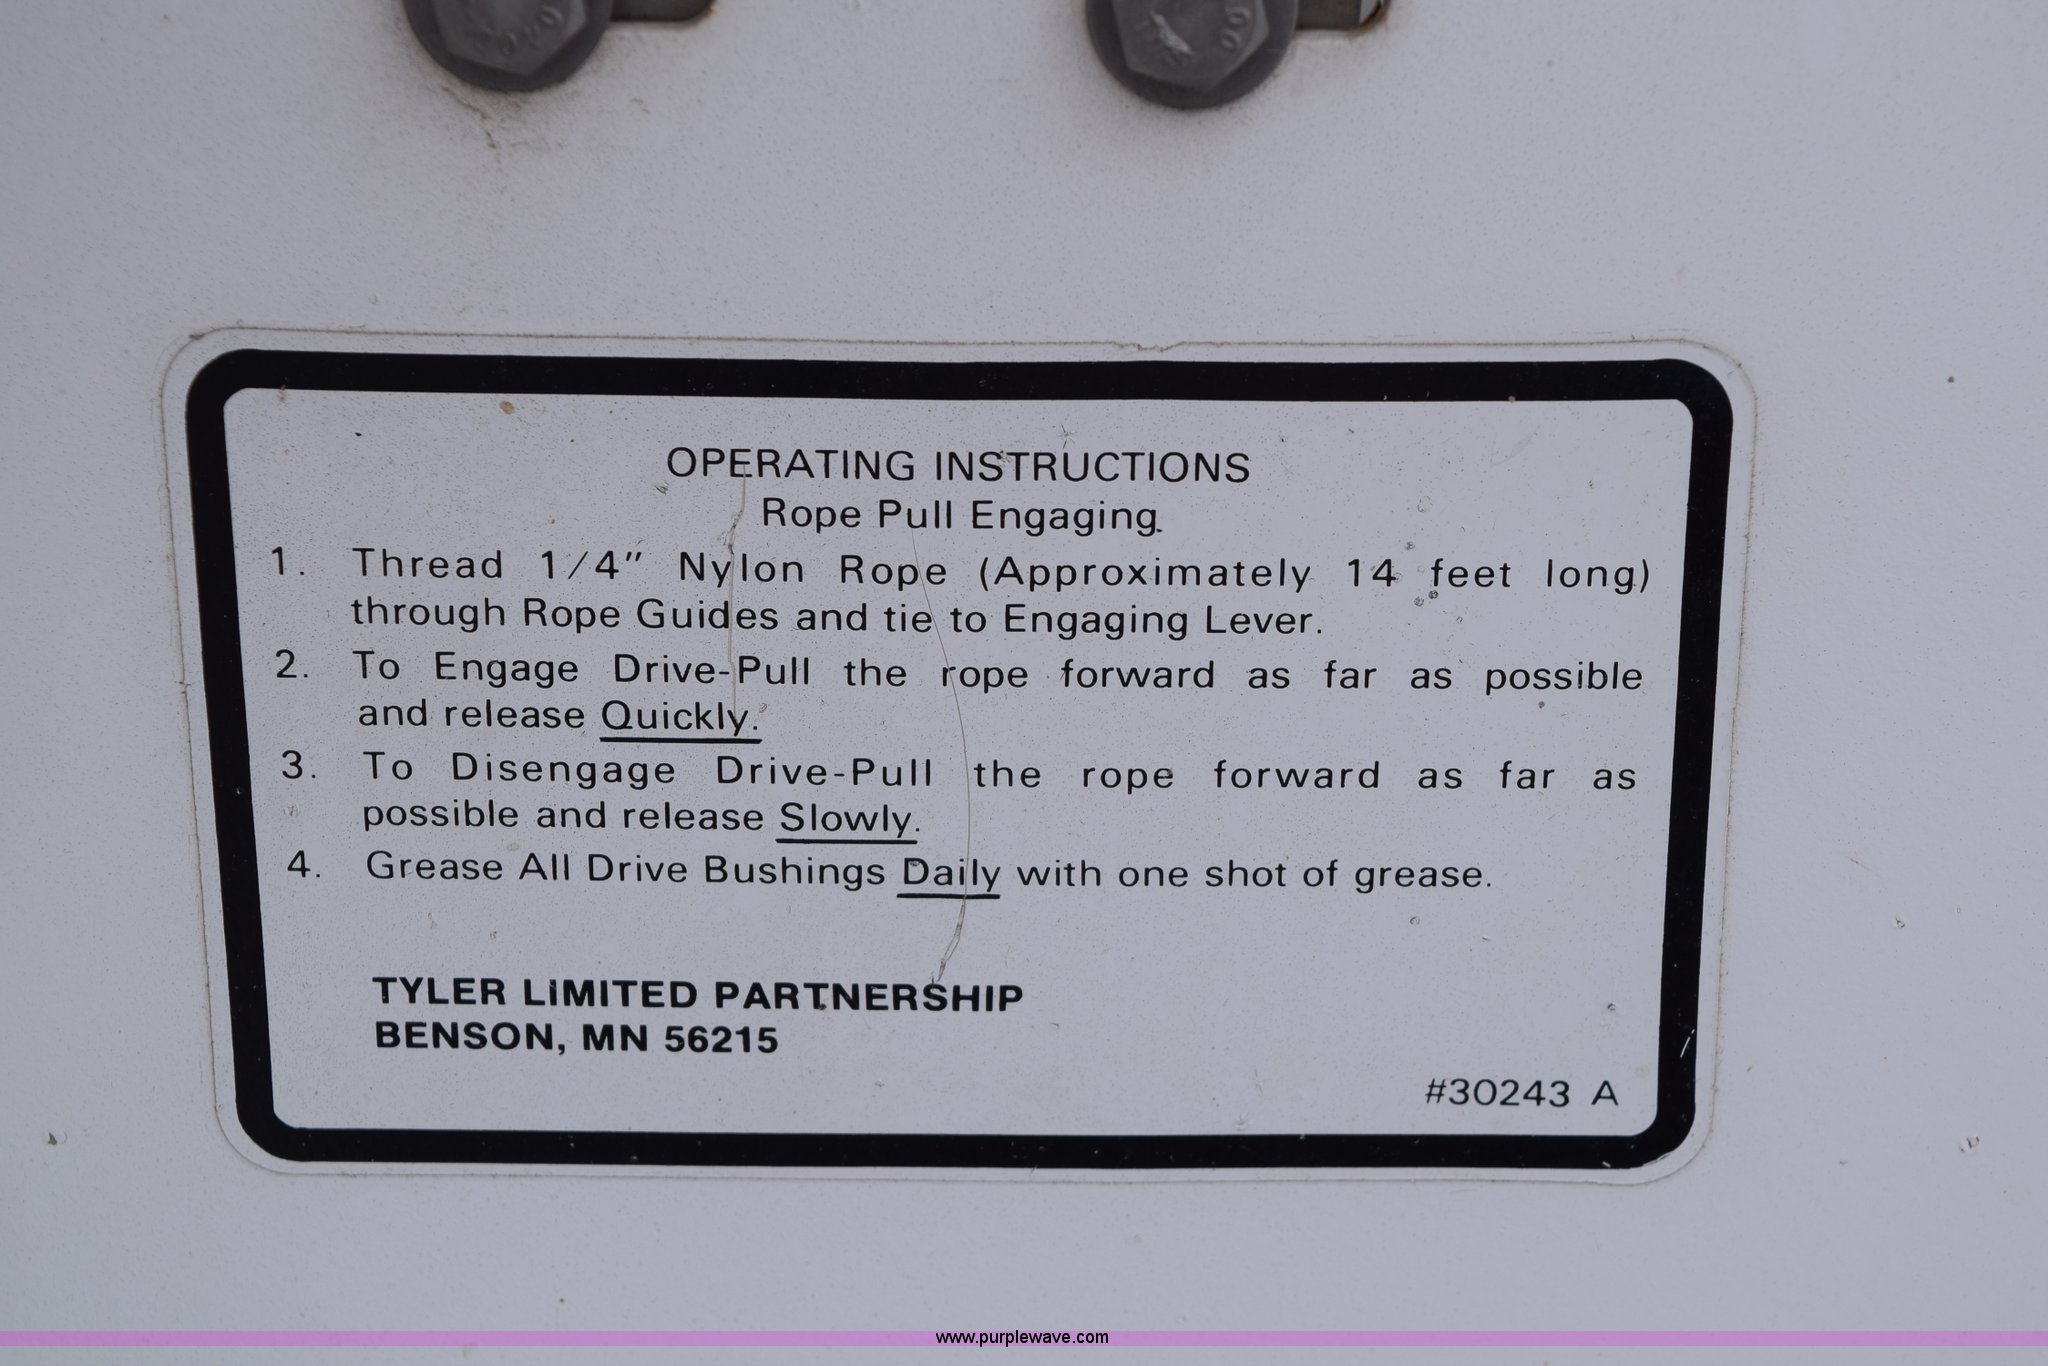 OPERATING INSTRUCTIONS
Rope Pull Engaging.
1. Thread 1/4" Nylon Rope (Approximately 14 feet long)
through Rope Guides and tie to Engaging Lever.
2. To Engage Drive-Pull the rope forward as far as possible
and release Quickly.
3. To Disengage Drive-Pull the rope forward as far as
possible and release Slowly.
4. Grease All Drive Bushings Daily with one shot of grease.
TYLER LIMITED PARTNERSHIP
BENSON, MN 56215
#30243 A
www.purplewave.com